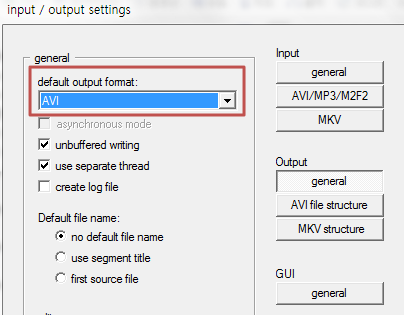 input / output settings
general
default output format:
AVI
asynchronous mode
unbuffered writing
use separate thread
create log file
Default file name:
no default file name
use segment title
first source file
Input
general
AVI/MP3/M2F2
MKV
Output
general
AVI file structure
MKV structure
GUI
general